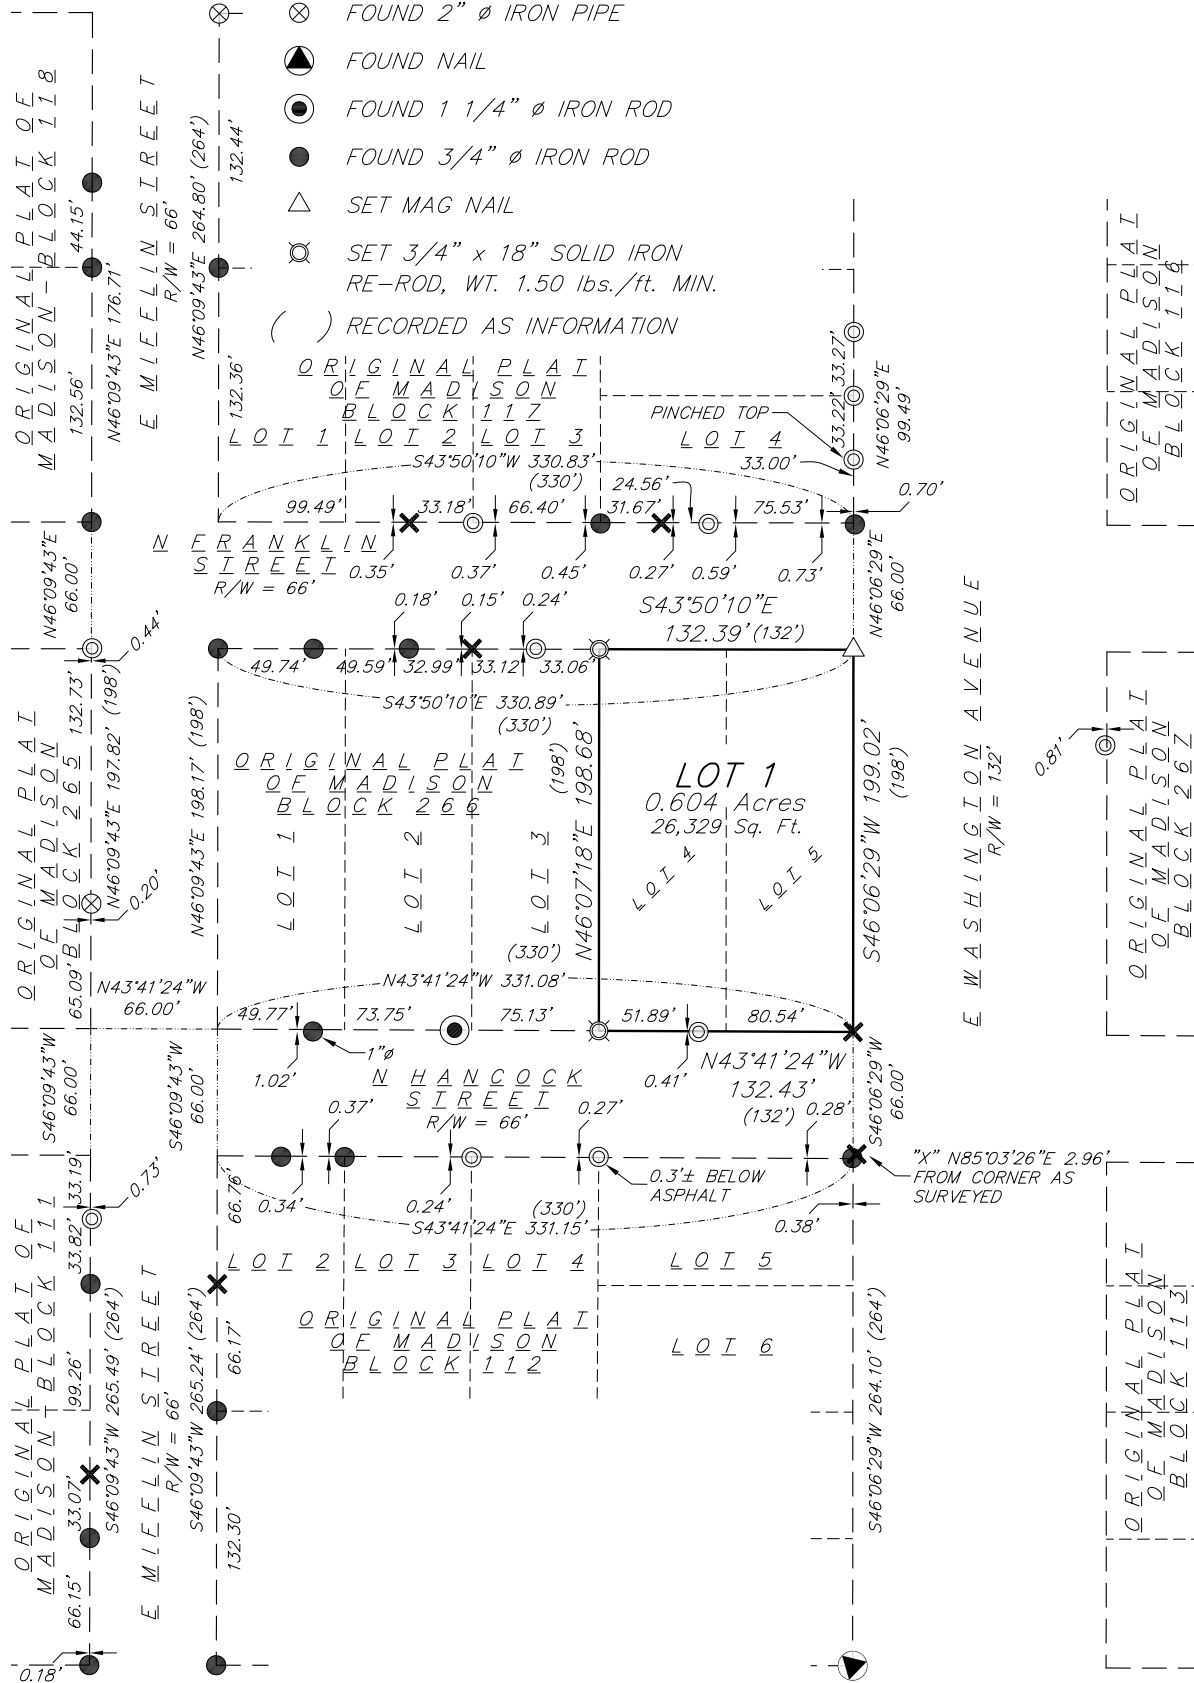 FOUND 2" ø IRON PIPE
FOUND NAIL
FOUND 1 1/4" ø IRON ROD
FOUND 3/4" ø IRON ROD
SET MAG NAIL
SET 3/4" x 18" SOLID IRON
RE-ROD, WT. 1.50 lbs./ft. MIN.
( ) RECORDED AS INFORMATION
ORIGINAL PLAT OF
MADISON-BLOCK 118
44.15'
132.56'
N46°09'43"E 176.71'
E MIFFLIN STREET
R/W = 66'
N46°09'43"E 264.80' (264')
132.44'
132.36'
ORIGINAL PLAT
OF MADISON
BLOCK 117
LOT 1
LOT 2
LOT 3
LOT 4
PINCHED TOP
33.22'
33.27'
N46°06'29"E
99.49'
33.00'
ORIGINAL PLAT
OF MADISON
BLOCK 116
S43°50'10"W 330.83'
(330')
99.49'
33.18'
66.40'
31.67'
24.56'
75.53'
0.70'
N FRANKLIN
STREET
R/W = 66'
0.35'
0.37'
0.45'
0.27'
0.59'
0.73'
N46°09'43"E
66.00'
N46°06'29"E
66.00'
0.44'
0.18'
0.15'
0.24'
S43°50'10"E
132.39' (132')
49.74'
49.59'
32.99'
33.12
33.06'
S43°50'10"E 330.89'
(330')
ORIGINAL PLAT
OF MADISON
BLOCK 265
132.73'
65.09'
N46°09'43"E 197.82' (198')
0.20'
N46°09'43"E 198.17' (198')
ORIGINAL PLAT
OF MADISON
BLOCK 266
LOT 1
LOT 2
LOT 3
(198')
N46°07'18"E 198.68'
LOT 1
0.604 Acres
26,329 Sq. Ft.
LOT 4
LOT 5
S46°06'29"W 199.02'
(198')
E WASHINGTON AVENUE
R/W = 132'
0.81'
ORIGINAL PLAT
OF MADISON
BLOCK 267
N43°41'24"W
66.00'
(330')
N43°41'24"W 331.08'
49.77'
73.75'
75.13'
51.89'
80.54'
1.02'
1"ø
N HANCOCK
STREET
R/W = 66'
0.41'
N43°41'24"W
132.43'
(132')
S46°09'43"W
66.00'
S46°09'43"W
66.00'
S46°06'29"W
66.00'
0.37'
0.27'
0.28'
0.34'
0.24'
(330')
S43°41'24"E 331.15'
0.3'± BELOW
ASPHALT
0.38'
"X" N85°03'26"E 2.96'
FROM CORNER AS
SURVEYED
0.73'
33.19'
33.82'
99.26'
33.07'
66.15'
0.18'
ORIGINAL PLAT OF
MADISON-BLOCK 111
S46°09'43"W 265.49' (264')
E MIFFLIN STREET
R/W = 66'
S46°09'43"W 265.24' (264')
66.76'
66.17'
132.30'
LOT 2
LOT 3
LOT 4
LOT 5
ORIGINAL PLAT
OF MADISON
BLOCK 112
LOT 6
S46°06'29"W 264.10' (264')
ORIGINAL PLAT
OF MADISON
BLOCK 113